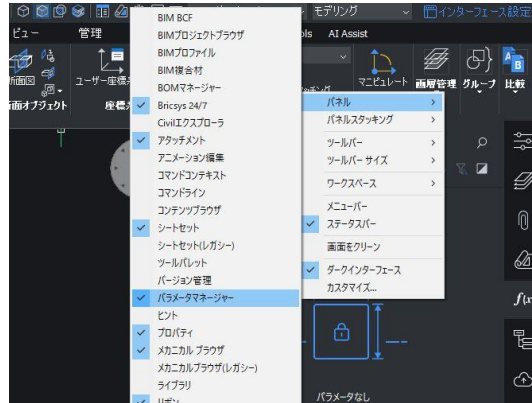 モデリング
インターフェース設定
ビュー
管理
ols
AI Assist
ユーザー座標
マニピュレート
画層管理
グループ
比較
面オブジェクト
座標
BIM BCF
BIMプロジェクトブラウザ
BIMプロファイル
BIM複合材
BOMマネージャー
Bricsys 24/7
Civilエクスプローラ
アタッチメント
アニメーション編集
コマンドコンテキスト
コマンドライン
コンテンツブラウザ
シートセット
シートセット(レガシー)
ツールパレット
バージョン管理
パラメータマネージャー
ヒント
プロパティ
メカニカル ブラウザ
メカニカルブラウザ(レガシー)
ライブラリ
リボン
パネル
パネルスタッキング
ツールバー
ツールバー サイズ
ワークスペース
メニューバー
ステータスバー
画面をクリーン
ダークインターフェース
カスタマイズ...
f(x
パラメータなし